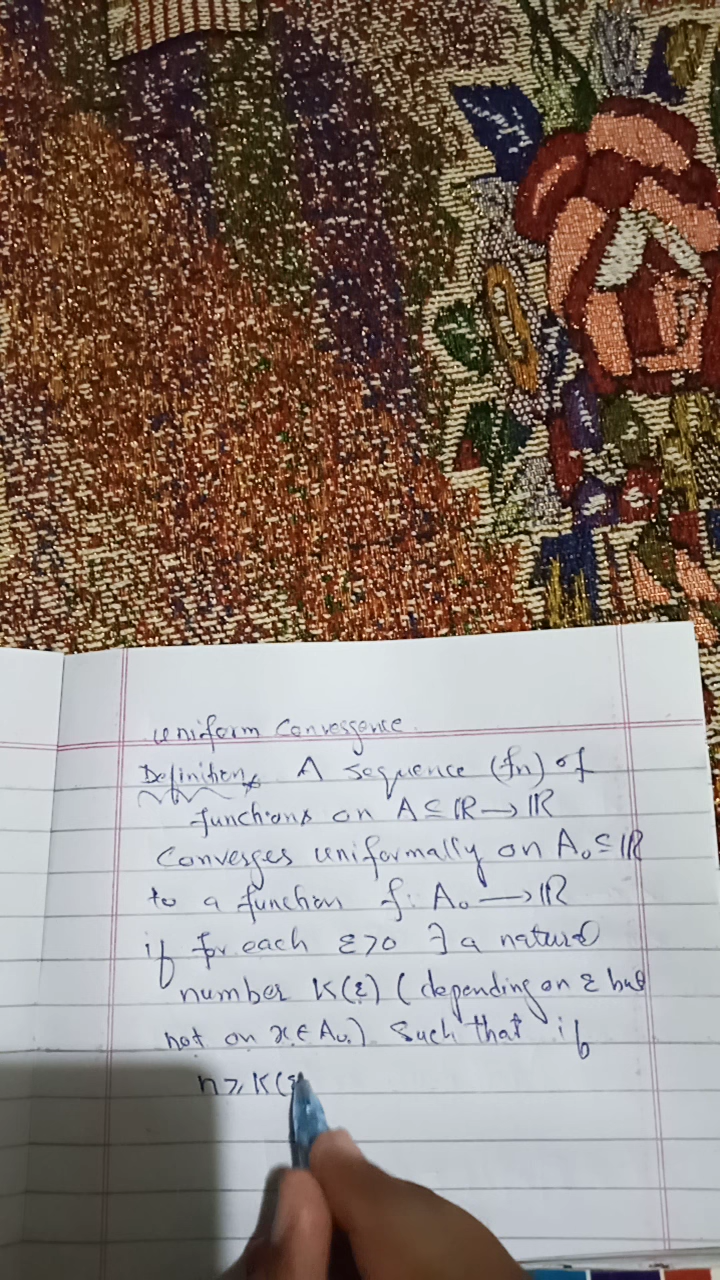 Uniform Convergence.
Definition A sequence (fn) of
functions on A ⊆ ℝ → ℝ
Converges uniformally on A₀ ⊆ ℝ
to a function f: A₀ → ℝ
if for each ε>0 ∃ a natural
number K(ε) (depending on ε but
not on x ∈ A₀.) Such that if
n ≥ K(ε